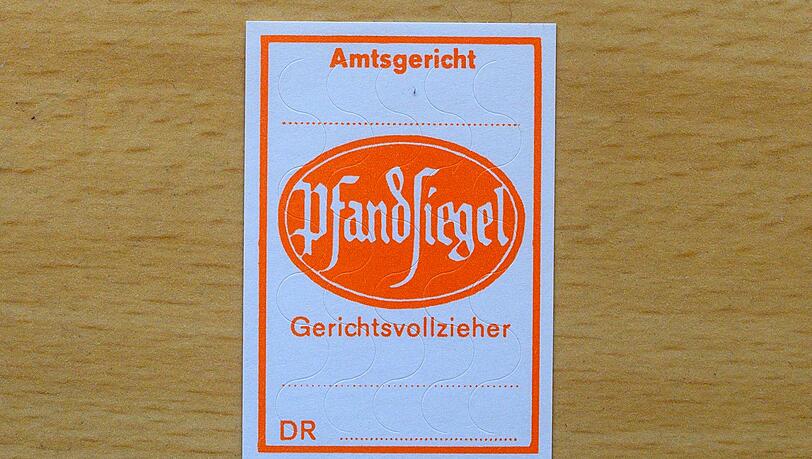 Amtsgericht
Pfandsiegel
Gerichtsvollzieher
DR